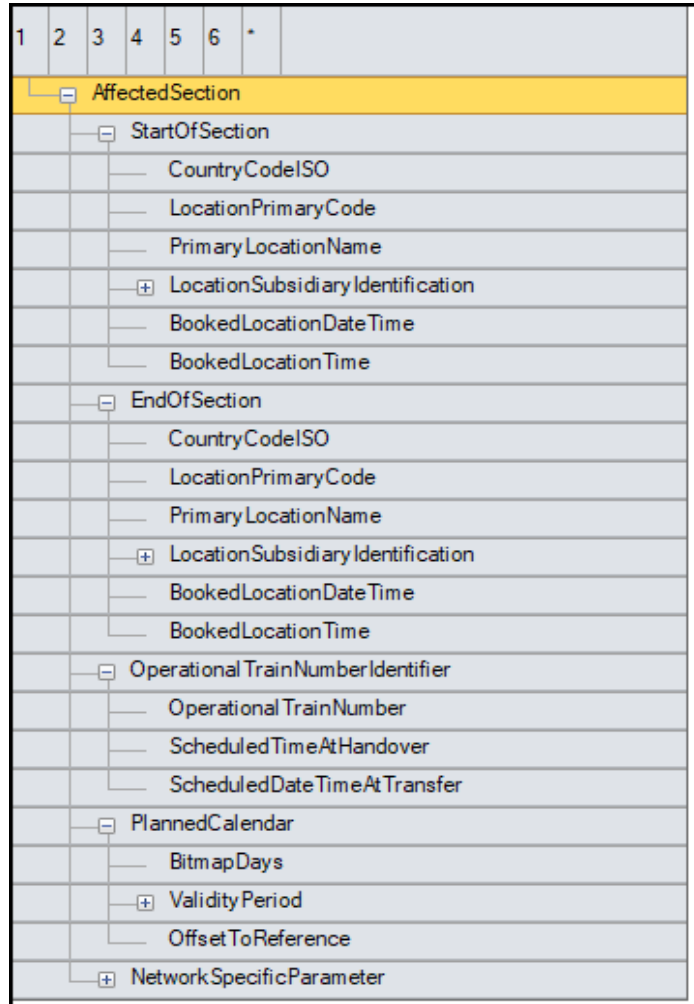 1 2 3 4 5 6 *
AffectedSection
StartOfSection
CountryCodeISO
LocationPrimaryCode
PrimaryLocationName
LocationSubsidiaryIdentification
BookedLocationDateTime
BookedLocationTime
EndOfSection
CountryCodeISO
LocationPrimaryCode
PrimaryLocationName
LocationSubsidiaryIdentification
BookedLocationDateTime
BookedLocationTime
OperationalTrainNumberIdentifier
OperationalTrainNumber
ScheduledTimeAtHandover
ScheduledDateTimeAtTransfer
PlannedCalendar
BitmapDays
ValidityPeriod
OffsetToReference
NetworkSpecificParameter